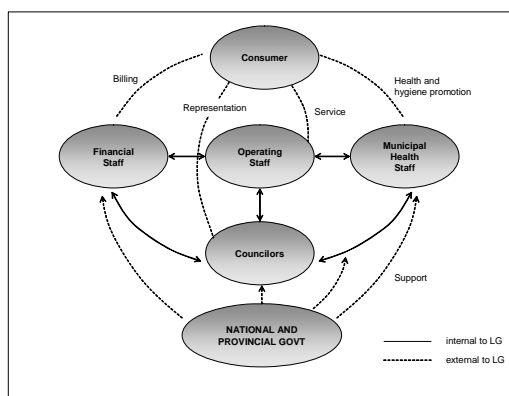 Consumer
Billing
Health and
hygiene promotion
Representation
Service
Financial
Staff
Operating
Staff
Municipal
Health
Staff
Councilors
Support
NATIONAL AND
PROVINCIAL GOVT
internal to LG
external to LG